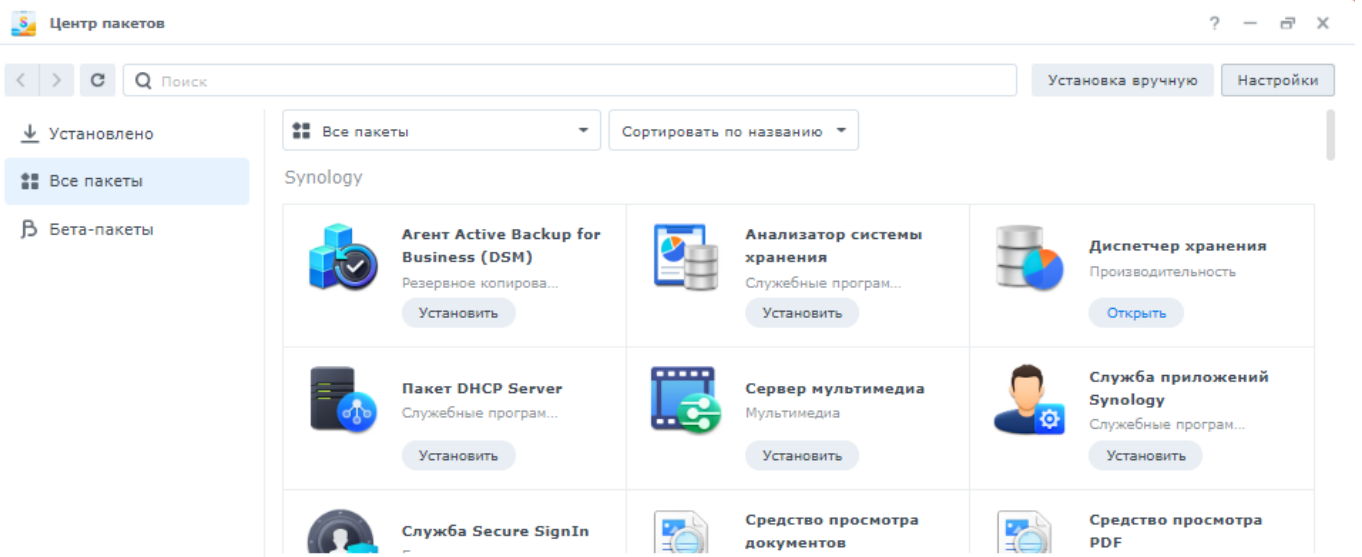 Центр пакетов
Поиск
Установка вручную
Настройки
Установлено
Все пакеты
Бета-пакеты
Все пакеты
Сортировать по названию
Synology
Агент Active Backup for
Business (DSM)
Резервное копирова...
Установить
Анализатор системы
хранения
Служебные програм...
Установить
Диспетчер хранения
Производительность
Открыть
Пакет DHCP Server
Служебные програм...
Установить
Сервер мультимедиа
Мультимедиа
Установить
Служба приложений
Synology
Служебные програм...
Установить
Служба Secure SignIn
Средство просмотра
документов
Средство просмотра
PDF